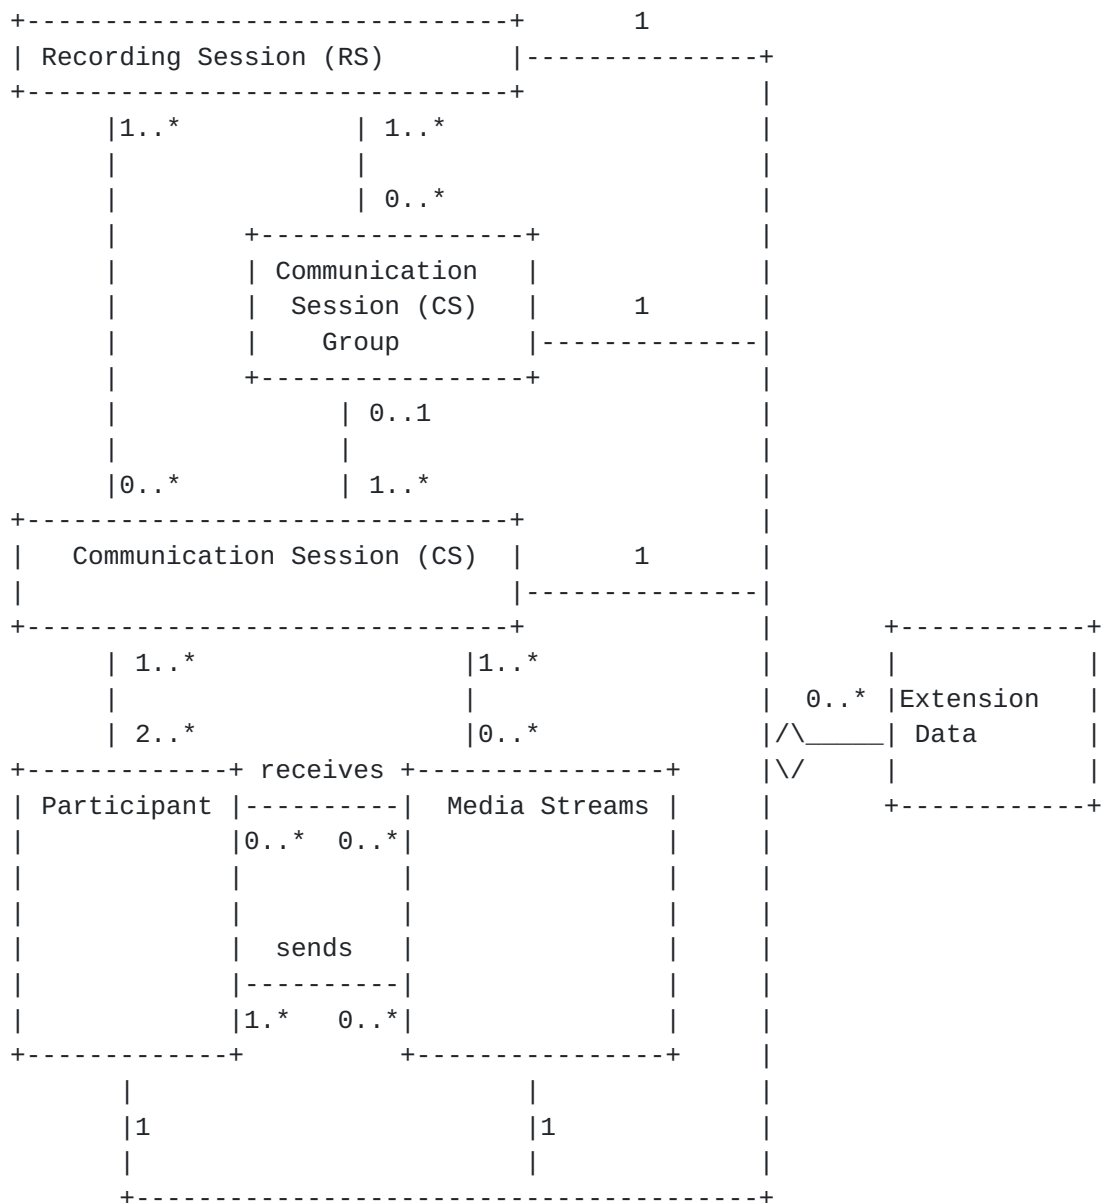 1
Recording Session (RS)
1..* 1..*
0..*
Communication
Session (CS) 1
Group
0..1
0..* 1..*
Communication Session (CS) 1
1..* 1..*
0..* Extension
2..* 0..* Data
receives
Participant Media Streams
0..* 0..*
sends
1.* 0..*
1 1